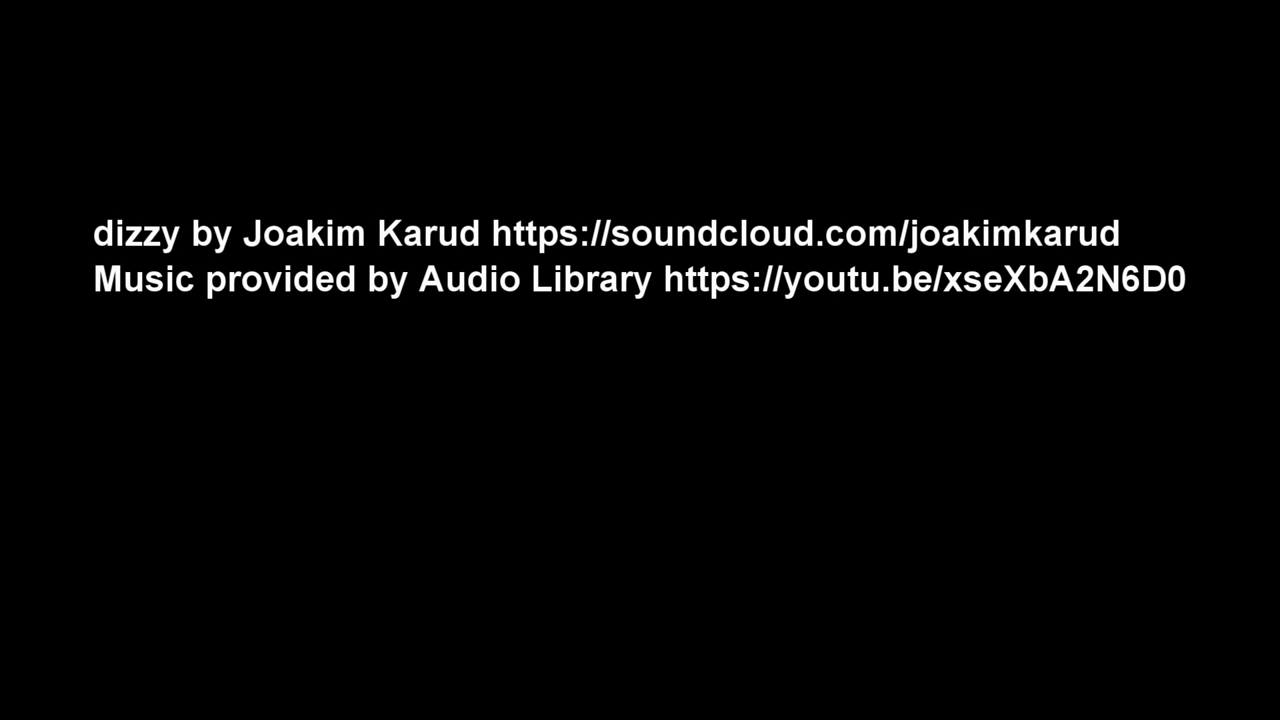 dizzy by Joakim Karud https://soundcloud.com/joakimkarud
Music provided by Audio Library https://youtu.be/xseXbA2N6D0